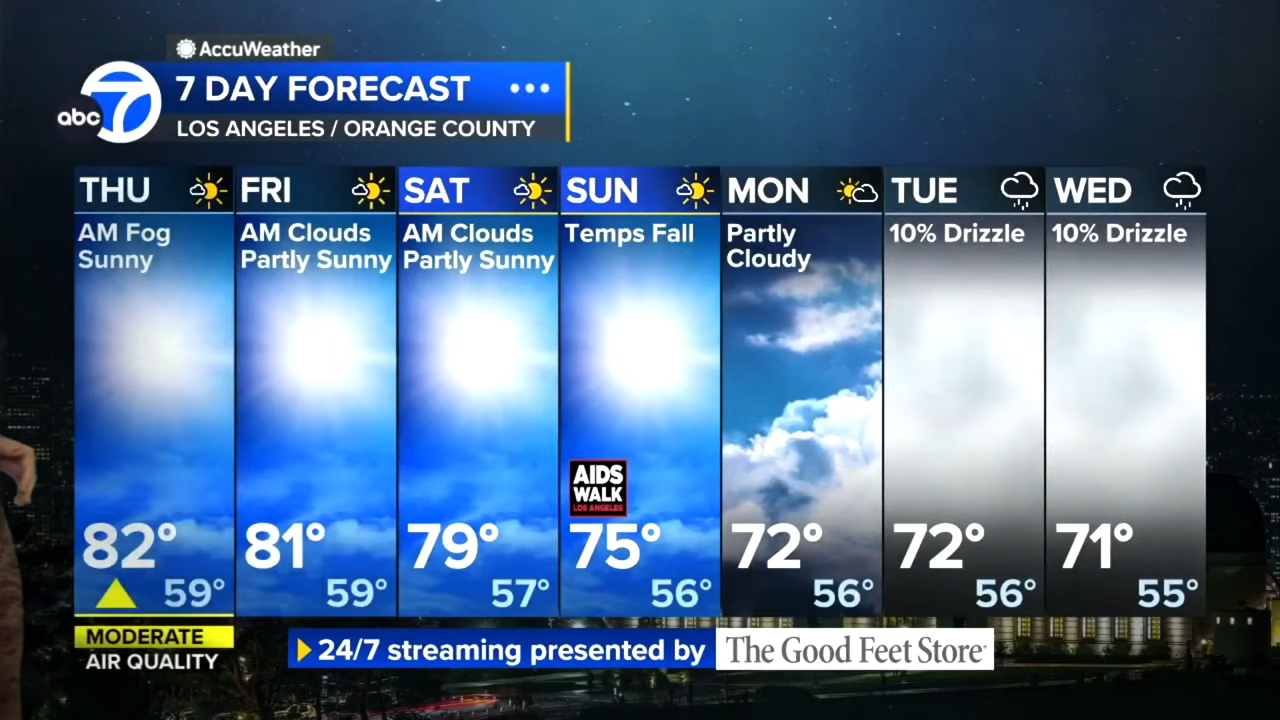 AccuWeather
abc 7
7 DAY FORECAST
LOS ANGELES / ORANGE COUNTY
THU
AM Fog
Sunny
82°
59°
MODERATE
AIR QUALITY
FRI
AM Clouds
Partly Sunny
81°
59°
SAT
AM Clouds
Partly Sunny
79°
57°
SUN
Temps Fall
AIDS
WALK
LOS ANGELES
75°
56°
MON
Partly
Cloudy
72°
56°
TUE
10% Drizzle
72°
56°
WED
10% Drizzle
71°
55°
24/7 streaming presented by
The Good Feet Store